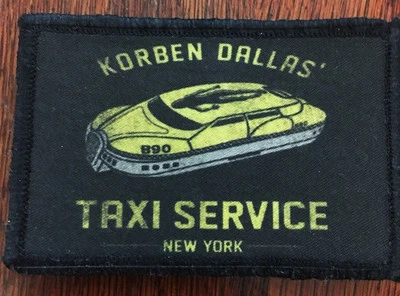 KORBEN DALLAS'
B90
TAXI SERVICE
NEW YORK